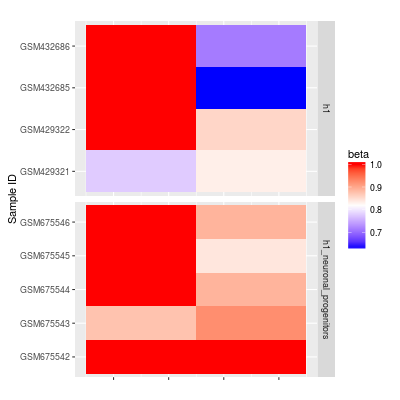 GSM432686
GSM432685
GSM429322
GSM429321
h1
GSM675546
GSM675545
GSM675544
GSM675543
GSM675542
h1_neuronal_progenitors
Sample ID
beta
1.0
0.9
0.8
0.7